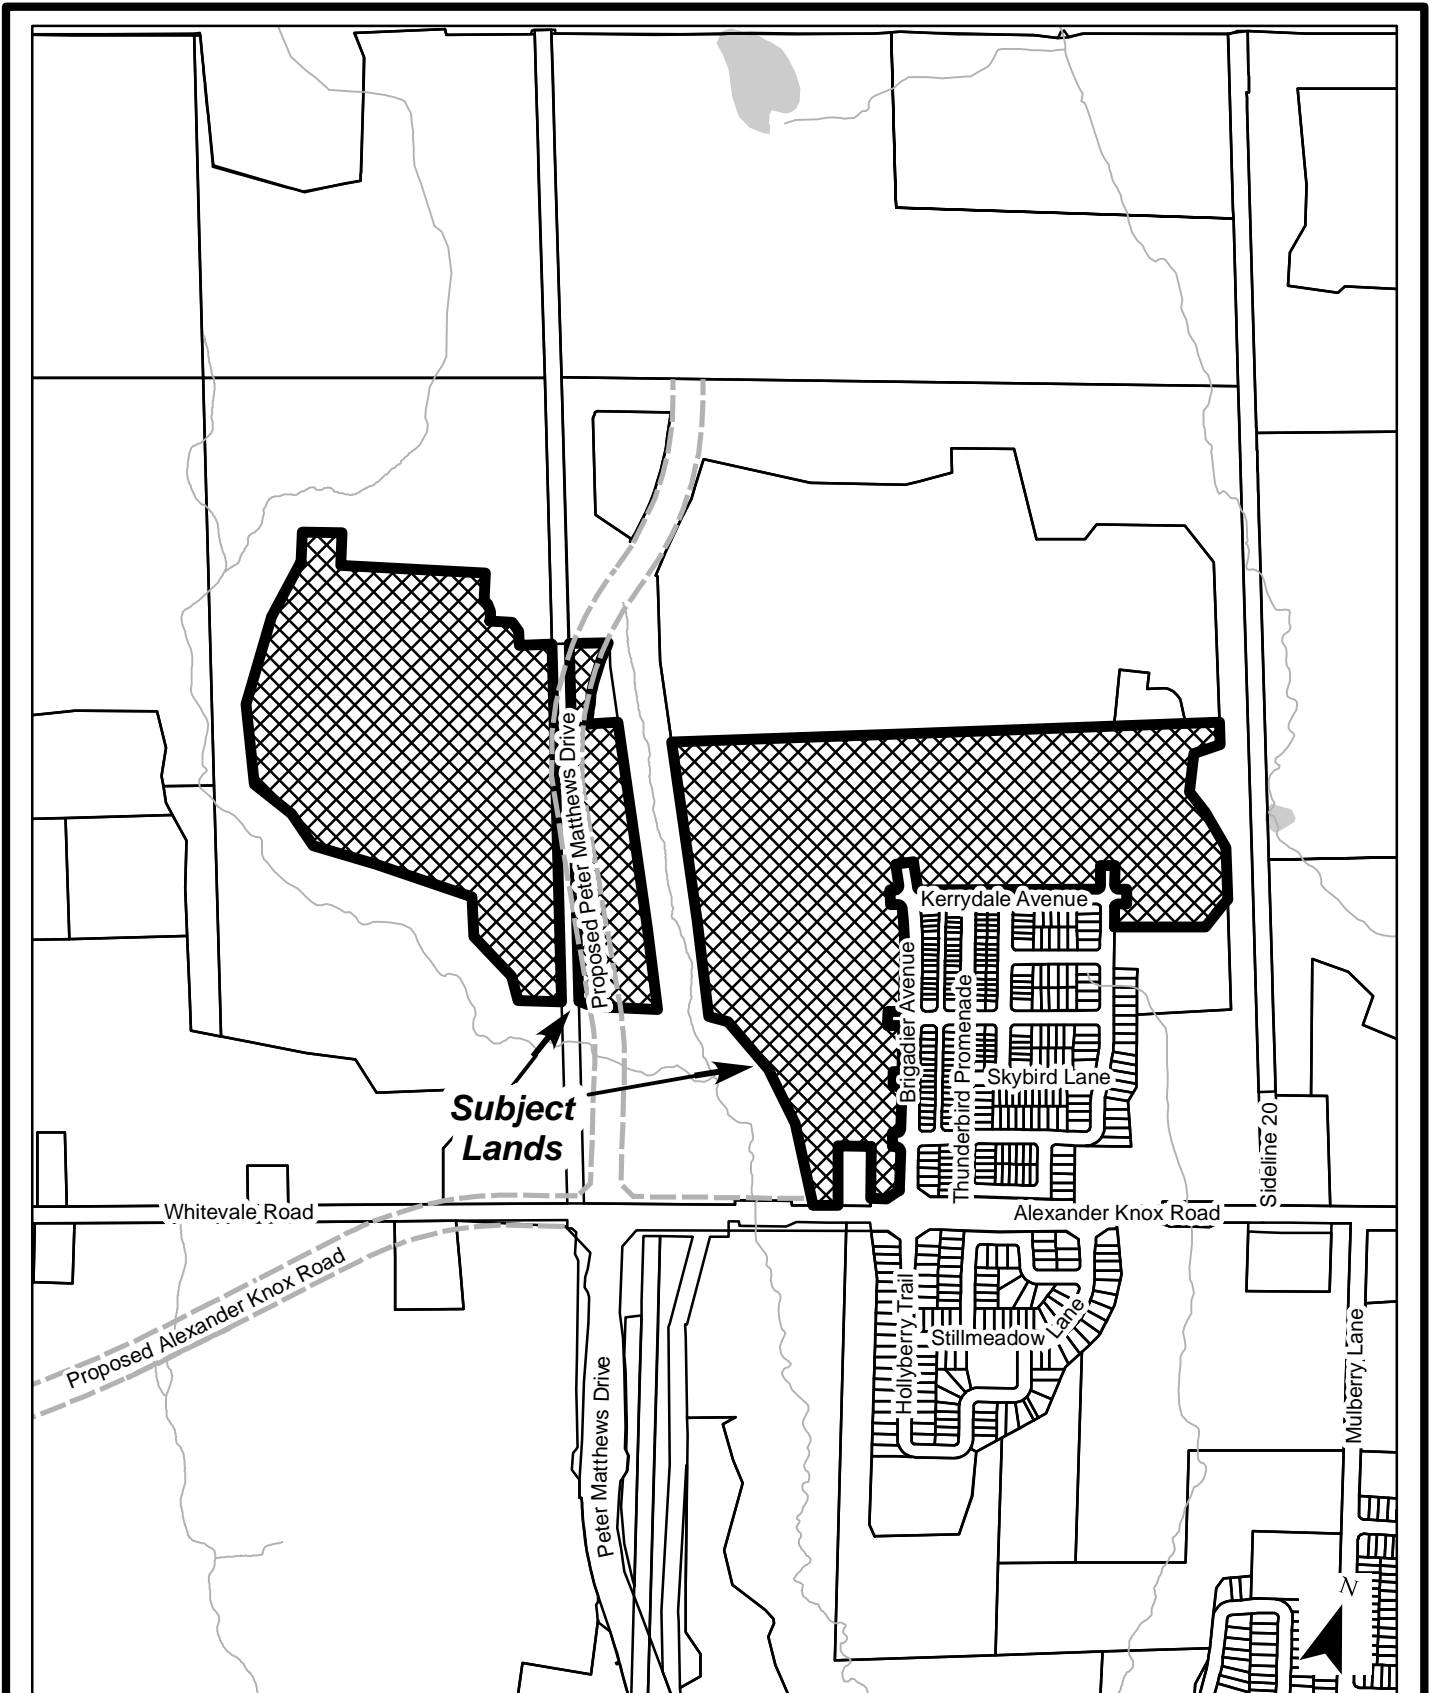 Proposed Peter Matthews Drive
Kerrydale Avenue
Brigadier Avenue
Thunderbird Promenade
Skybird Lane
Subject
Lands
Sideline 20
Whitevale Road
Alexander Knox Road
Proposed Alexander Knox Road
Hollyberry Trail
Stillmeadow Lane
Mulberry Lane
Peter Matthews Drive
N